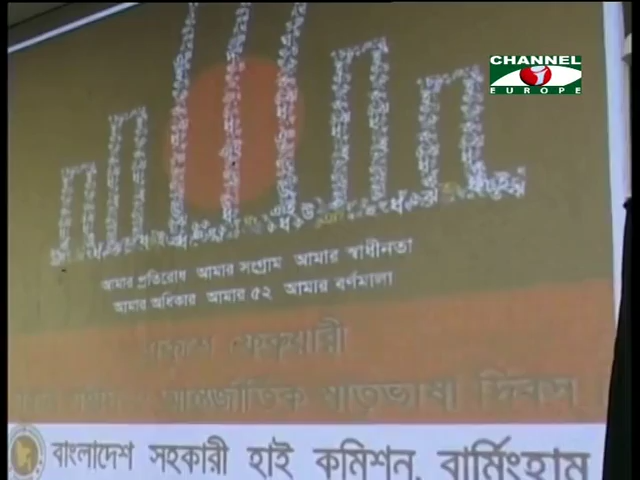 CHANNEL
i
EUROPE
আমার প্রতিরোধ আমার সংগ্রাম আমার স্বাধীনতা
আমার অধিকার আমার ৫২ আমার বর্ণমালা
একুশে ফেব্রুয়ারী
আন্তর্জাতিক মাতৃভাষা দিবস
বাংলাদেশ সহকারী হাই কমিশন, বার্মিংহাম